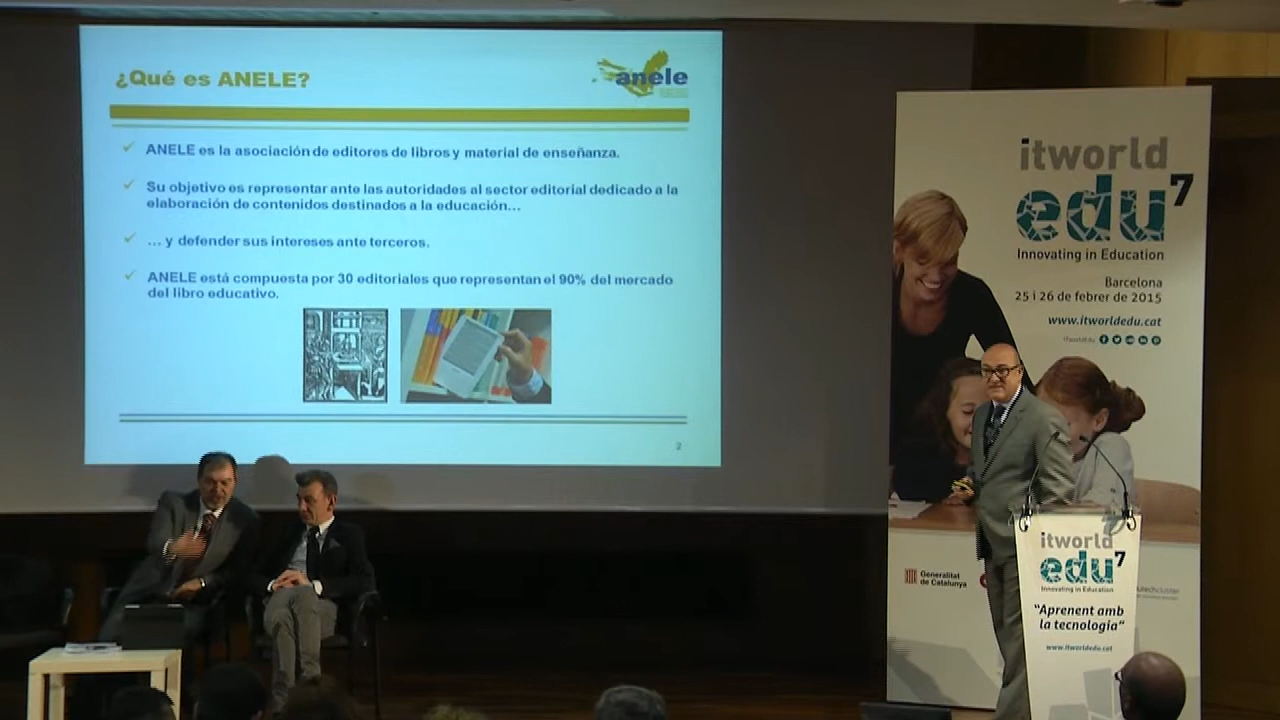 ¿Qué es ANELE?
anele
ANELE es la asociación de editores de libros y material de enseñanza.
Su objetivo es representar ante las autoridades al sector editorial dedicado a la
elaboración de contenidos destinados a la educación...
... y defender sus intereses ante terceros.
ANELE está compuesta por 30 editoriales que representan el 90% del mercado
del libro educativo.
2
itworld
edu7
Innovating in Education
Barcelona
25 i 26 de febrer de 2015
www.itworldedu.cat
Generalitat
de Catalunya
itworld
edu7
Innovating in Education
"Aprenent amb
la tecnologia"
www.itworldedu.cat